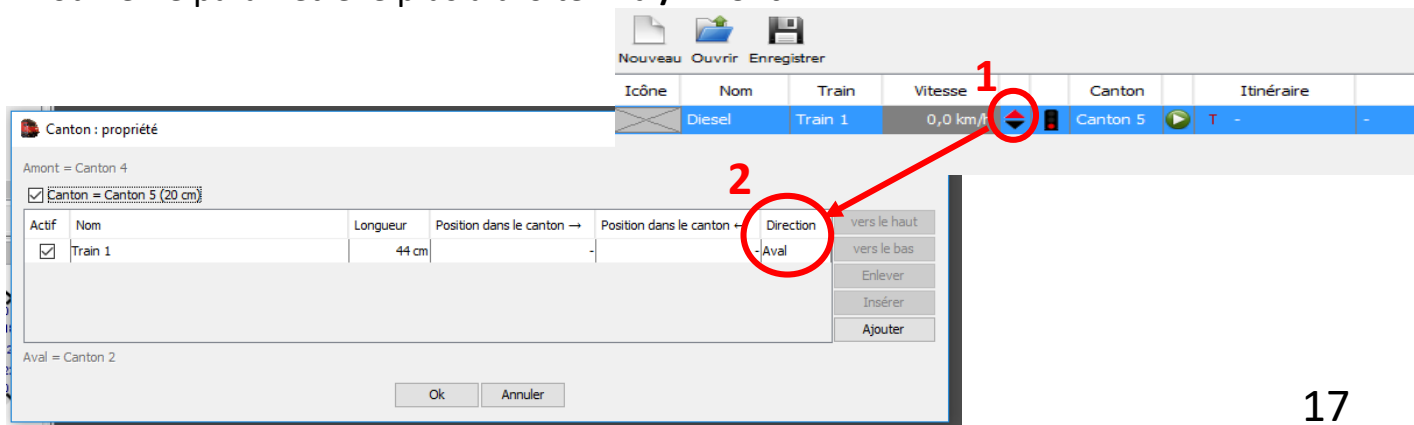 Nouveau Ouvrir Enregistrer
1
Icône Nom Train Vitesse Canton Itinéraire
Diesel Train 1 0,0 km/h Canton 5 T - -
Canton : propriété
Amont = Canton 4
Canton = Canton 5 (20 cm)
2
Actif Nom Longueur Position dans le canton → Position dans le canton ← Direction
Train 1 44 cm - - Aval
vers le haut
vers le bas
Enlever
Insérer
Ajouter
Aval = Canton 2
Ok Annuler
17